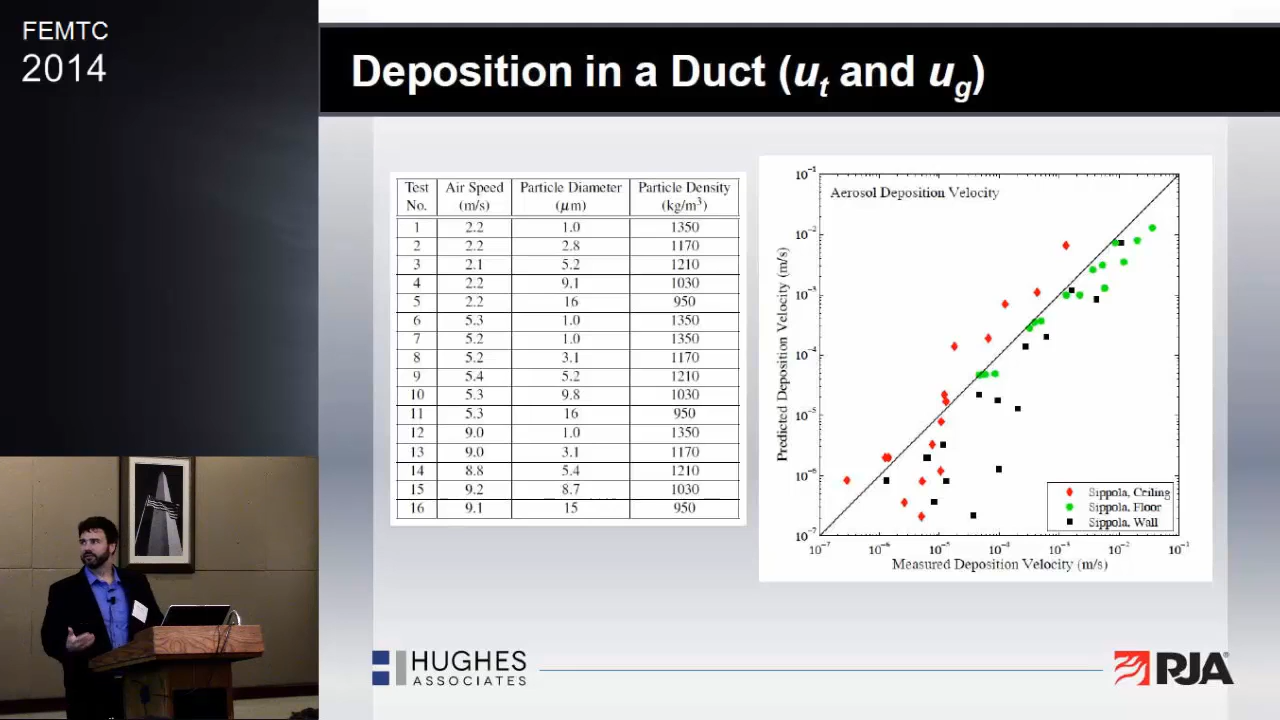 FEMTC
2014
Deposition in a Duct (ut and ug)
Test Air Speed Particle Diameter Particle Density
No. (m/s) (μm) (kg/m³)
1 2.2 1.0 1350
2 2.2 2.8 1170
3 2.1 5.2 1210
4 2.2 9.1 1030
5 2.2 16 950
6 5.3 1.0 1350
7 5.2 1.0 1350
8 5.2 3.1 1170
9 5.4 5.2 1210
10 5.3 9.8 1030
11 5.3 16 950
12 9.0 1.0 1350
13 9.0 3.1 1170
14 8.8 5.4 1210
15 9.2 8.7 1030
16 9.1 15 950
Aerosol Deposition Velocity
Predicted Deposition Velocity (m/s)
10⁻¹
10⁻²
10⁻³
10⁻⁴
10⁻⁵
10⁻⁶
10⁻⁷
Sippola, Ceiling
Sippola, Floor
Sippola, Wall
10⁻⁷ 10⁻⁶ 10⁻⁵ 10⁻⁴ 10⁻³ 10⁻² 10⁻¹
Measured Deposition Velocity (m/s)
HUGHES
ASSOCIATES
RJA